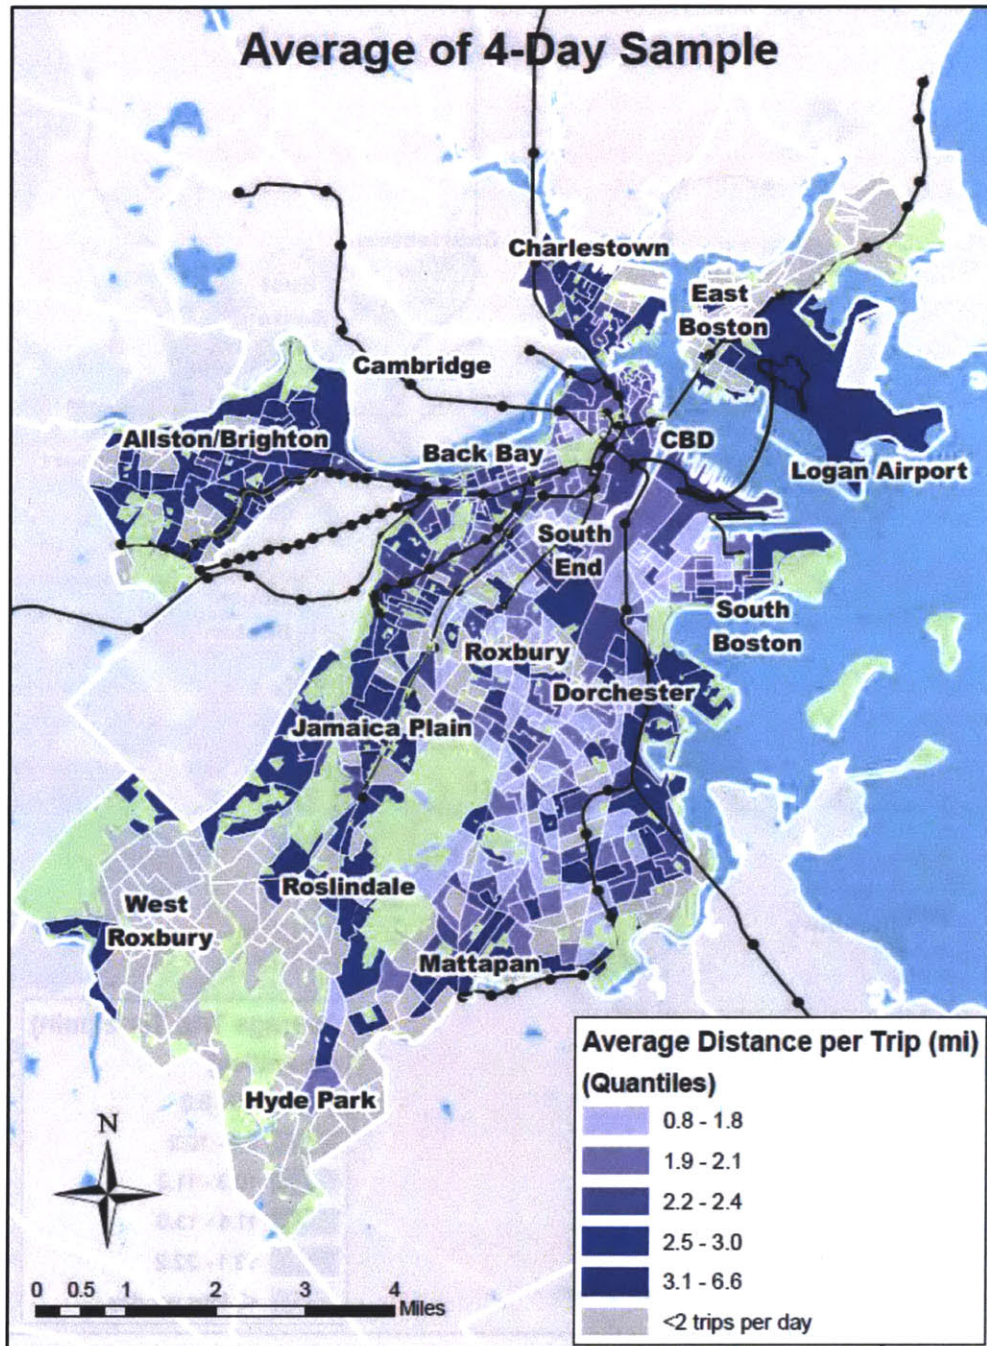 Average of 4-Day Sample
Charlestown
East
Boston
Cambridge
Allston/Brighton
Back Bay
CBD
Logan Airport
South
End
South
Boston
Roxbury
Dorchester
Jamaica Plain
Roslindale
West
Roxbury
Mattapan
Hyde Park
N
0 0.5 1 2 3 4
Miles
Average Distance per Trip (mi)
(Quantiles)
0.8 - 1.8
1.9 - 2.1
2.2 - 2.4
2.5 - 3.0
3.1 - 6.6
<2 trips per day